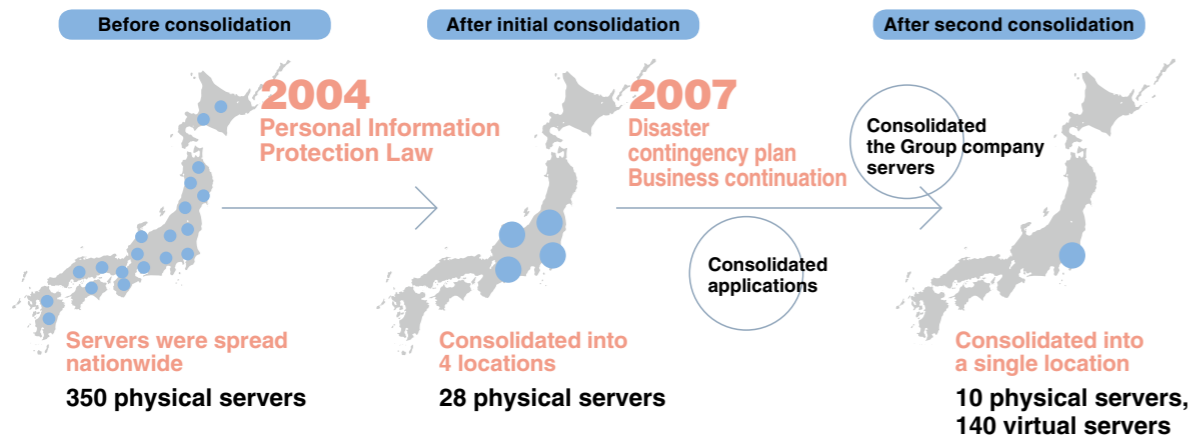 Before consolidation
After initial consolidation
After second consolidation
2004
Personal Information
Protection Law
2007
Disaster
contingency plan
Business continuation
Consolidated
the Group company
servers
Consolidated
applications
Servers were spread
nationwide
350 physical servers
Consolidated into
4 locations
28 physical servers
Consolidated into
a single location
10 physical servers,
140 virtual servers